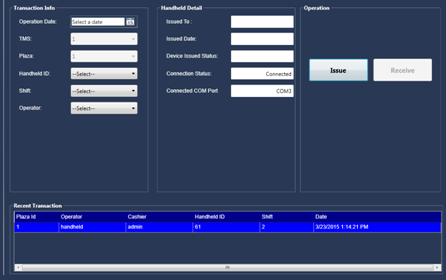 Transaction Info
Operation Date: Select a date 15
TMS: 1
Plaza: 1
Handheld ID: --Select--
Shift: --Select--
Operator: --Select--
Handheld Detail
Issued To :
Issued Date:
Device Issued Status:
Connection Status: Connected
Connected COM Port COM3
Operation
Issue Receive
Recent Transaction
Plaza Id Operator Cashier Handheld ID Shift Date
1 handheld admin 61 2 3/23/2015 1:14:21 PM